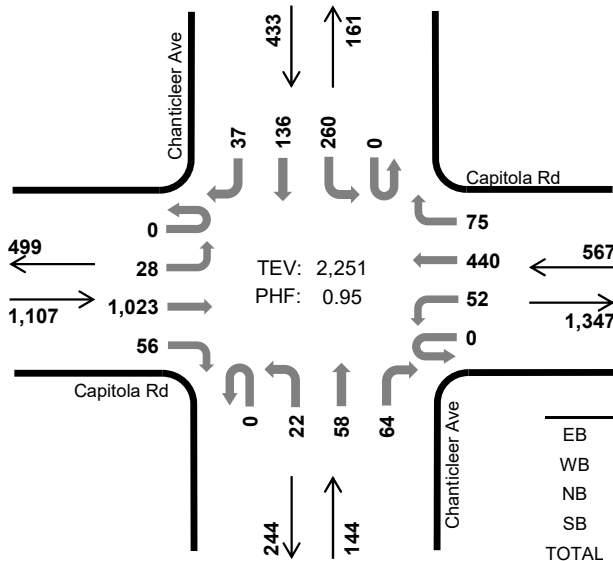 433
161
Chanticleer Ave
37
136
260
0
Capitola Rd
0
75
499
28
TEV: 2,251
440
567
1,107
1,023
PHF: 0.95
52
1,347
56
0
Capitola Rd
0
22
58
64
Chanticleer Ave
244
144
EB
WB
NB
SB
TOTAL